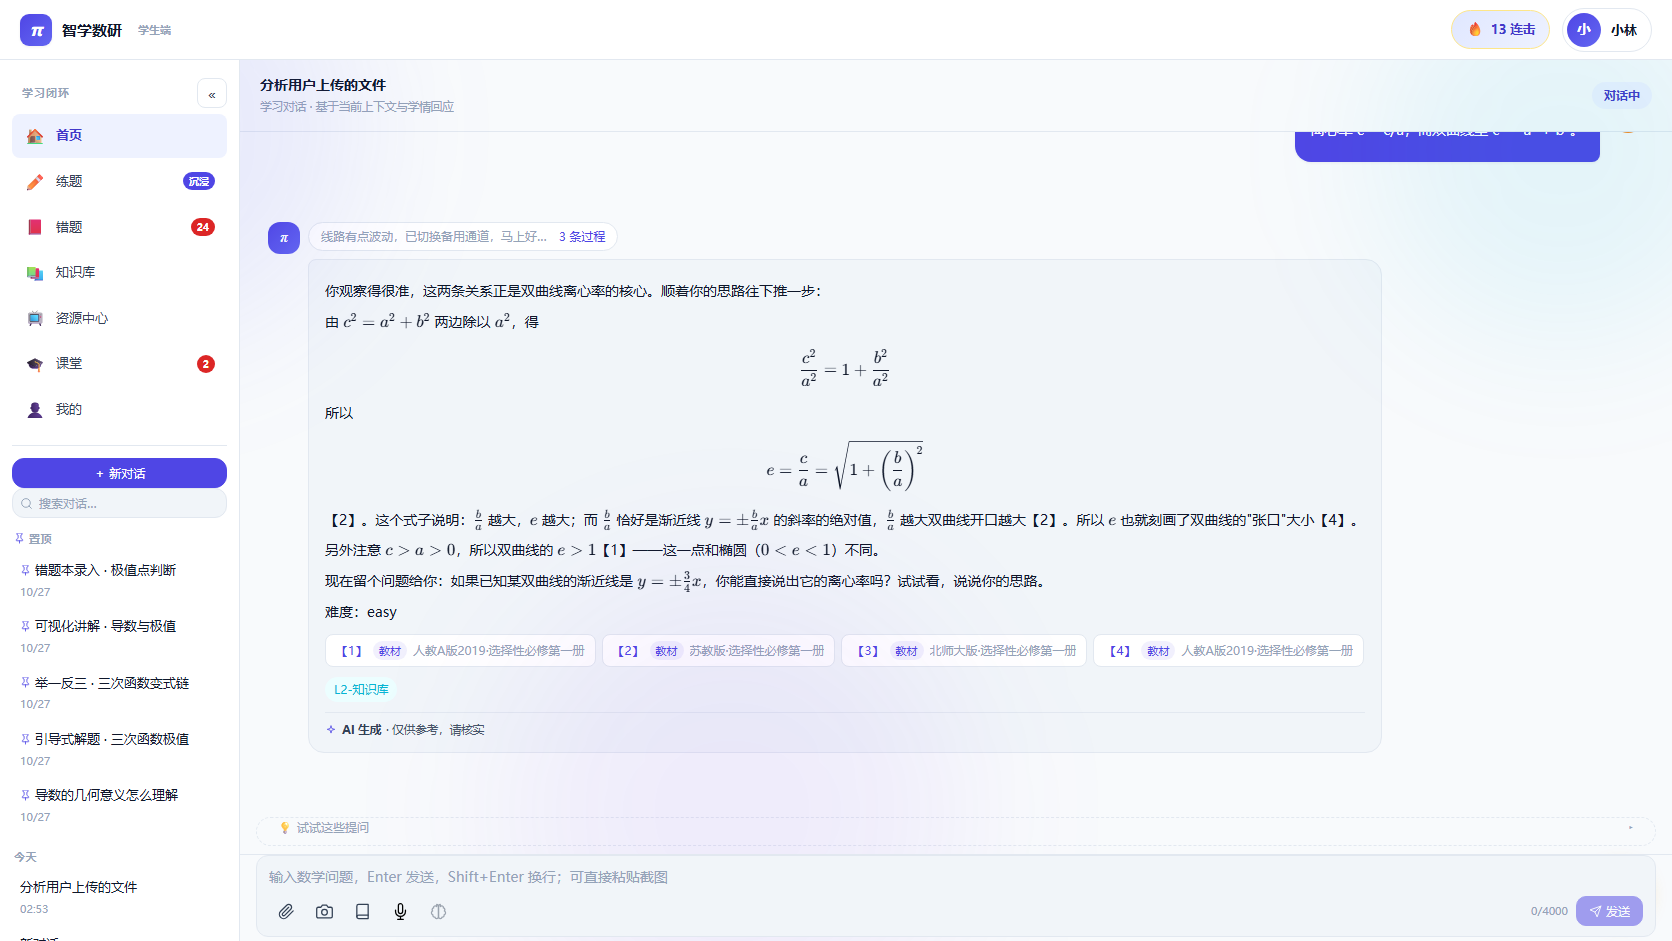 π 智学数研 学生端
13 连击
小 小林
学习闭环 «
首页
练题 沉浸
错题 24
知识库
资源中心
课堂 2
我的
+ 新对话
搜索对话...
置顶
错题本录入 · 极值点判断
10/27
可视化讲解 · 导数与极值
10/27
举一反三 · 三次函数变式链
10/27
引导式解题 · 三次函数极值
10/27
导数的几何意义怎么理解
10/27
今天
分析用户上传的文件
02:53
新对话
分析用户上传的文件
学习对话 · 基于当前上下文与学情回应
对话中
π 线路有点波动，已切换备用通道，马上好... 3 条过程
你观察得很准，这两条关系正是双曲线离心率的核心。顺着你的思路往下推一步：
由 c² = a² + b² 两边除以 a²，得
c²/a² = 1 + b²/a²
所以
e = c/a = √(1 + (b/a)²)
【2】。这个式子说明：b/a 越大，e 越大；而 b/a 恰好是渐近线 y = ±b/a x 的斜率的绝对值，b/a 越大双曲线开口越大【2】。所以 e 也就刻画了双曲线的"张口"大小【4】。
另外注意 c > a > 0，所以双曲线的 e > 1【1】——这一点和椭圆（0 < e < 1）不同。
现在留个问题给你：如果已知某双曲线的渐近线是 y = ±3/4 x，你能直接说出它的离心率吗？试试看，说说你的思路。
难度：easy
【1】 教材 人教A版2019·选择性必修第一册
【2】 教材 苏教版·选择性必修第一册
【3】 教材 北师大版·选择性必修第一册
【4】 教材 人教A版2019·选择性必修第一册
L2-知识库
AI 生成 · 仅供参考，请核实
试试这些提问
输入数学问题，Enter 发送，Shift+Enter 换行；可直接粘贴截图
0/4000 发送